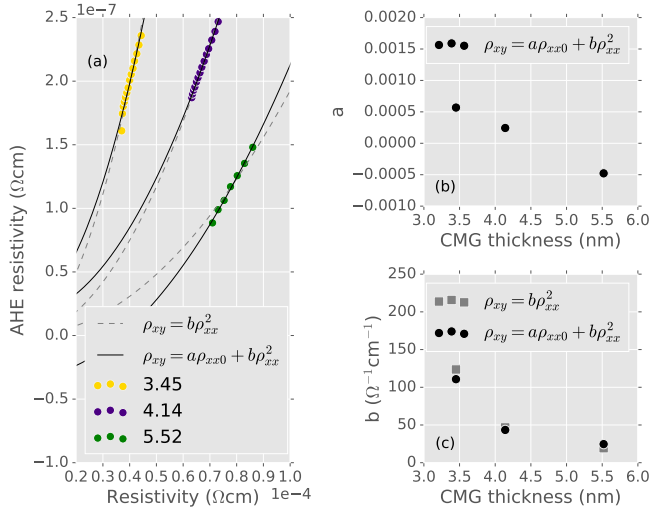 1e−7
2.5
2.0
1.5
1.0
0.5
0.0
−0.5
−1.0
AHE resistivity (Ωcm)
(a)
ρxy = bρ²xx
ρxy = aρxx0 + bρ²xx
3.45
4.14
5.52
0.2 0.3 0.4 0.5 0.6 0.7 0.8 0.9 1.0
Resistivity (Ωcm)
1e−4
0.0020
0.0015
0.0010
0.0005
0.0000
−0.0005
−0.0010
a
ρxy = aρxx0 + bρ²xx
(b)
3.0 3.5 4.0 4.5 5.0 5.5 6.0
CMG thickness (nm)
250
200
150
100
50
0
b (Ω⁻¹cm⁻¹)
ρxy = bρ²xx
ρxy = aρxx0 + bρ²xx
(c)
3.0 3.5 4.0 4.5 5.0 5.5 6.0
CMG thickness (nm)